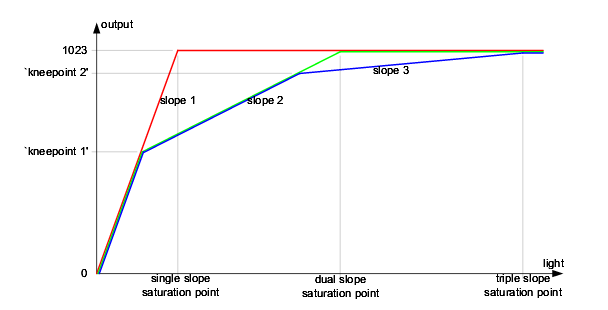 output
1023
`kneepoint 2'
slope 3
slope 1
slope 2
`kneepoint 1'
light
0
single slope
saturation point
dual slope
saturation point
triple slope
saturation point